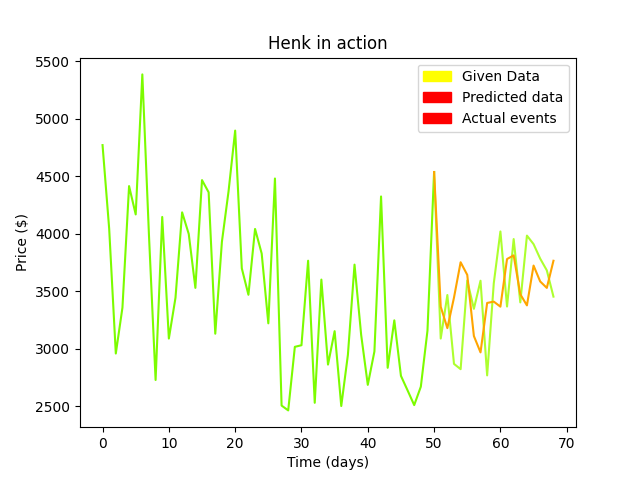 Henk in action
Given Data
Predicted data
Actual events
Price ($)
5500
5000
4500
4000
3500
3000
2500
0 10 20 30 40 50 60 70
Time (days)